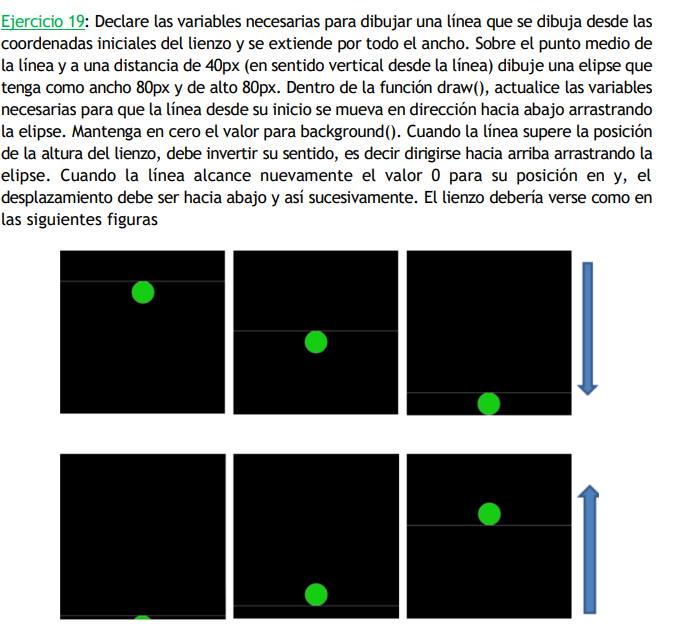 Ejercicio 19: Declare las variables necesarias para dibujar una línea que se dibuja desde las
coordenadas iniciales del lienzo y se extiende por todo el ancho. Sobre el punto medio de
la línea y a una distancia de 40px (en sentido vertical desde la línea) dibuje una elipse que
tenga como ancho 80px y de alto 80px. Dentro de la función draw(), actualice las variables
necesarias para que la línea desde su inicio se mueva en dirección hacia abajo arrastrando
la elipse. Mantenga en cero el valor para background(). Cuando la línea supere la posición
de la altura del lienzo, debe invertir su sentido, es decir dirigirse hacia arriba arrastrando la
elipse. Cuando la línea alcance nuevamente el valor 0 para su posición en y, el
desplazamiento debe ser hacia abajo y así sucesivamente. El lienzo debería verse como en
las siguientes figuras